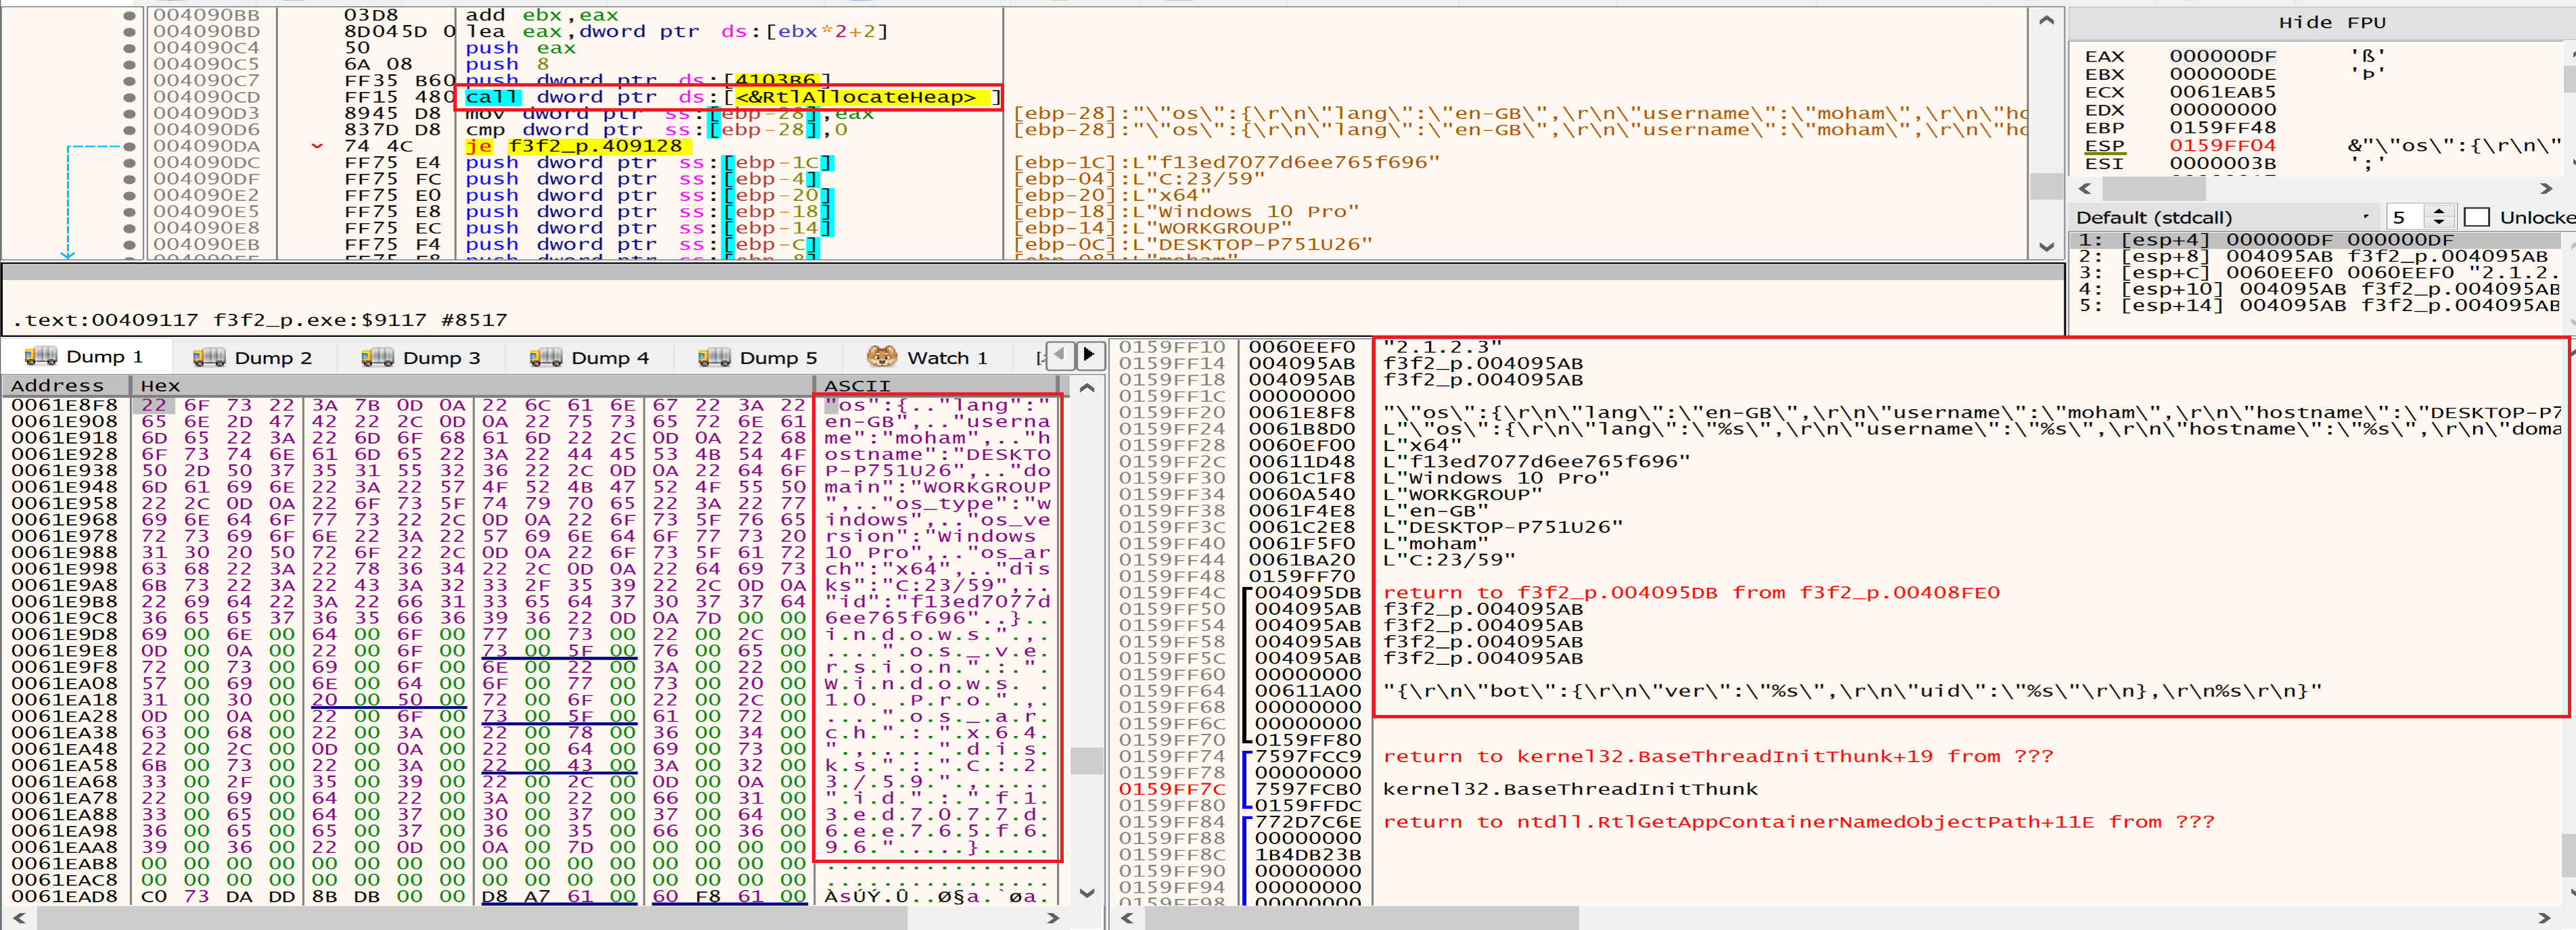 004090BB 03D8 add ebx,eax
004090BD 8D045D 0 lea eax,dword ptr ds:[ebx*2+2]
004090C4 50 push eax
004090C5 6A 08 push 8
004090C7 FF35 B60 push dword ptr ds:[4103B6]
004090CD FF15 480 call dword ptr ds:[<&RtlAllocateHeap>]
004090D3 8945 D8 mov dword ptr ss:[ebp-28],eax [ebp-28]:"\"os\":{\r\n\"lang\":\"en-GB\",\r\n\"username\":\"moham\",\r\n\"ho
004090D6 837D D8 cmp dword ptr ss:[ebp-28],0 [ebp-28]:"\"os\":{\r\n\"lang\":\"en-GB\",\r\n\"username\":\"moham\",\r\n\"ho
004090DA 74 4C je f3f2_p.409128
004090DC FF75 E4 push dword ptr ss:[ebp-1C] [ebp-1C]:L"f13ed7077d6ee765f696"
004090DF FF75 FC push dword ptr ss:[ebp-4] [ebp-04]:L"C:23/59"
004090E2 FF75 E0 push dword ptr ss:[ebp-20] [ebp-20]:L"x64"
004090E5 FF75 E8 push dword ptr ss:[ebp-18] [ebp-18]:L"Windows 10 Pro"
004090E8 FF75 EC push dword ptr ss:[ebp-14] [ebp-14]:L"WORKGROUP"
004090EB FF75 F4 push dword ptr ss:[ebp-C] [ebp-0C]:L"DESKTOP-P751U26"
Hide FPU
EAX 000000DF 'ß'
EBX 000000DE 'Þ'
ECX 0061EAB5
EDX 00000000
EBP 0159FF48
ESP 0159FF04 &"\"os\":{\r\n\"
ESI 0000003B ';'
Default (stdcall) 5 Unlocke
1: [esp+4] 000000DF 000000DF
2: [esp+8] 004095AB f3f2_p.004095AB
3: [esp+C] 0060EEF0 0060EEF0 "2.1.2.
4: [esp+10] 004095AB f3f2_p.004095AB
5: [esp+14] 004095AB f3f2_p.004095AB
.text:00409117 f3f2_p.exe:$9117 #8517
Dump 1 Dump 2 Dump 3 Dump 4 Dump 5 Watch 1
Address Hex ASCII
0061E8F8 22 6F 73 22 3A 7B 0D 0A 22 6C 61 6E 67 22 3A 22 "os":{.."lang":"
0061E908 65 6E 2D 47 42 22 2C 0D 0A 22 75 73 65 72 6E 61 en-GB",.."userna
0061E918 6D 65 22 3A 22 6D 6F 68 61 6D 22 2C 0D 0A 22 68 me":"moham",.."h
0061E928 6F 73 74 6E 61 6D 65 22 3A 22 44 45 53 4B 54 4F ostname":"DESKTO
0061E938 50 2D 50 37 35 31 55 32 36 22 2C 0D 0A 22 64 6F P-P751U26",.."do
0061E948 6D 61 69 6E 22 3A 22 57 4F 52 4B 47 52 4F 55 50 main":"WORKGROUP
0061E958 22 2C 0D 0A 22 6F 73 5F 74 79 70 65 22 3A 22 77 ",.."os_type":"w
0061E968 69 6E 64 6F 77 73 22 2C 0D 0A 22 6F 73 5F 76 65 indows",.."os_ve
0061E978 72 73 69 6F 6E 22 3A 22 57 69 6E 64 6F 77 73 20 rsion":"Windows
0061E988 31 30 20 50 72 6F 22 2C 0D 0A 22 6F 73 5F 61 72 10 Pro",.."os_ar
0061E998 63 68 22 3A 22 78 36 34 22 2C 0D 0A 22 64 69 73 ch":"x64",.."dis
0061E9A8 6B 73 22 3A 22 43 3A 32 33 2F 35 39 22 2C 0D 0A ks":"C:23/59",..
0061E9B8 22 69 64 22 3A 22 66 31 33 65 64 37 30 37 37 64 "id":"f13ed7077d
0061E9C8 36 65 65 37 36 35 66 36 39 36 22 0D 0A 7D 00 00 6ee765f696"..}..
0061E9D8 69 00 6E 00 64 00 6F 00 77 00 73 00 22 00 2C 00 i.n.d.o.w.s.".,.
0061E9E8 0D 00 0A 00 22 00 6F 00 73 00 5F 00 76 00 65 00 ....".o.s._.v.e.
0061E9F8 72 00 73 00 69 00 6F 00 6E 00 22 00 3A 00 22 00 r.s.i.o.n.".:.".
0061EA08 57 00 69 00 6E 00 64 00 6F 00 77 00 73 00 20 00 W.i.n.d.o.w.s. .
0061EA18 31 00 30 00 20 00 50 00 72 00 6F 00 22 00 2C 00 1.0. .P.r.o.".,.
0061EA28 0D 00 0A 00 22 00 6F 00 73 00 5F 00 61 00 72 00 ....".o.s._.a.r.
0061EA38 63 00 68 00 22 00 3A 00 22 00 78 00 36 00 34 00 c.h.".:.".x.6.4.
0061EA48 22 00 2C 00 0D 00 0A 00 22 00 64 00 69 00 73 00 ".,.....".d.i.s.
0061EA58 6B 00 73 00 22 00 3A 00 22 00 43 00 3A 00 32 00 k.s.".:.".C.:.2.
0061EA68 33 00 2F 00 35 00 39 00 22 00 2C 00 0D 00 0A 00 3./.5.9.".,.....
0061EA78 22 00 69 00 64 00 22 00 3A 00 22 00 66 00 31 00 ".i.d.".:.".f.1.
0061EA88 33 00 65 00 64 00 37 00 30 00 37 00 37 00 64 00 3.e.d.7.0.7.7.d.
0061EA98 36 00 65 00 65 00 37 00 36 00 35 00 66 00 36 00 6.e.e.7.6.5.f.6.
0061EAA8 39 00 36 00 22 00 0D 00 0A 00 7D 00 00 00 00 00 9.6.".....}.....
0061EAB8 00 00 00 00 00 00 00 00 00 00 00 00 00 00 00 00 ................
0061EAC8 00 00 00 00 00 00 00 00 00 00 00 00 00 00 00 00 ................
0061EAD8 C0 73 DA DD 8B DB 00 00 D8 A7 61 00 60 F8 61 00 ÀsÚÝ.Û..Ø§a.`øa.
0159FF10 0060EEF0 "2.1.2.3"
0159FF14 004095AB f3f2_p.004095AB
0159FF18 004095AB f3f2_p.004095AB
0159FF1C 00000000
0159FF20 0061E8F8 "\"os\":{\r\n\"lang\":\"en-GB\",\r\n\"username\":\"moham\",\r\n\"hostname\":\"DESKTOP-P7
0159FF24 0061B8D0 L"\"os\":{\r\n\"lang\":\"%s\",\r\n\"username\":\"%s\",\r\n\"hostname\":\"%s\",\r\n\"doma
0159FF28 0060EF00 L"x64"
0159FF2C 00611D48 L"f13ed7077d6ee765f696"
0159FF30 0061C1F8 L"Windows 10 Pro"
0159FF34 0060A540 L"WORKGROUP"
0159FF38 0061F4E8 L"en-GB"
0159FF3C 0061C2E8 L"DESKTOP-P751U26"
0159FF40 0061F5F0 L"moham"
0159FF44 0061BA20 L"C:23/59"
0159FF48 0159FF70
0159FF4C 004095DB return to f3f2_p.004095DB from f3f2_p.00408FE0
0159FF50 004095AB f3f2_p.004095AB
0159FF54 004095AB f3f2_p.004095AB
0159FF58 004095AB f3f2_p.004095AB
0159FF5C 004095AB f3f2_p.004095AB
0159FF60 00000000
0159FF64 00611A00 "{\r\n\"bot\":{\r\n\"ver\":\"%s\",\r\n\"uid\":\"%s\"\r\n},\r\n%s\r\n}"
0159FF68 00000000
0159FF6C 00000000
0159FF70 0159FF80
0159FF74 7597FCC9 return to kernel32.BaseThreadInitThunk+19 from ???
0159FF78 00000000
0159FF7C 7597FCB0 kernel32.BaseThreadInitThunk
0159FF80 0159FFDC
0159FF84 772D7C6E return to ntdll.RtlGetAppContainerNamedObjectPath+11E from ???
0159FF88 00000000
0159FF8C 1B4DB23B
0159FF90 00000000
0159FF94 00000000